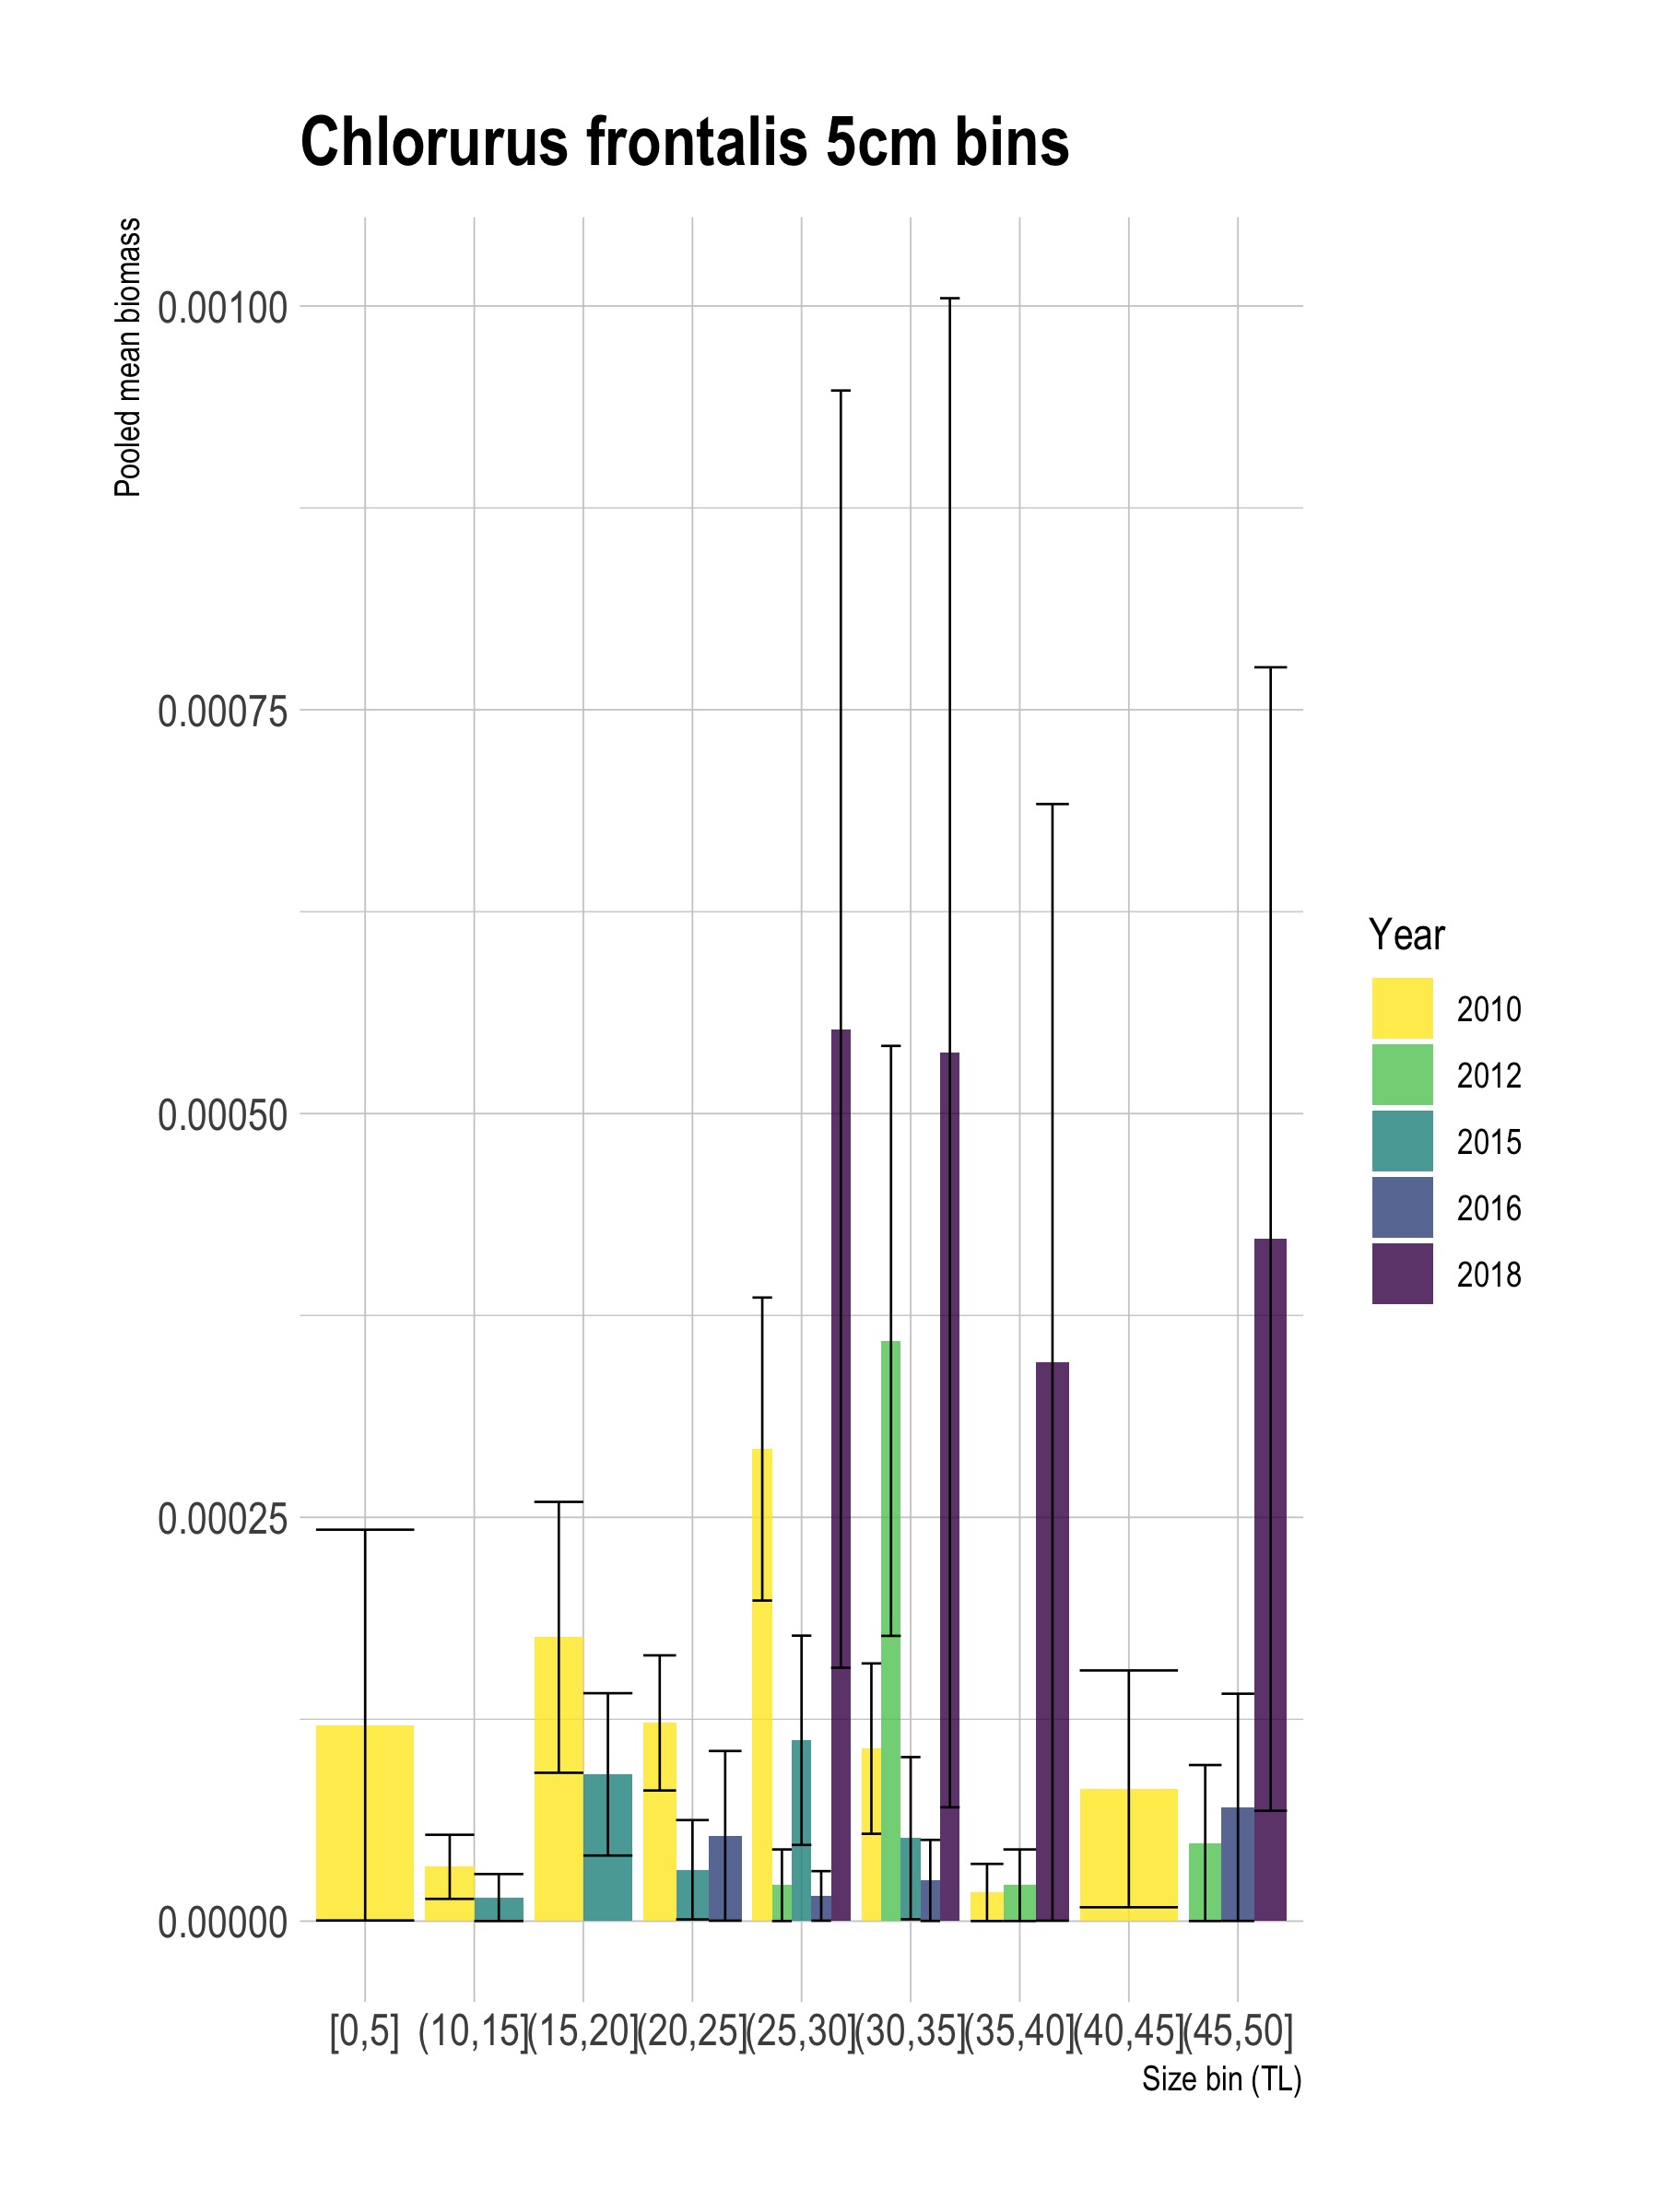 Chlorurus frontalis 5cm bins
Pooled mean biomass
0.00100
0.00075
0.00050
0.00025
0.00000
[0,5] (10,15] (15,20] (20,25] (25,30] (30,35] (35,40] (40,45] (45,50]
Size bin (TL)
Year
2010
2012
2015
2016
2018